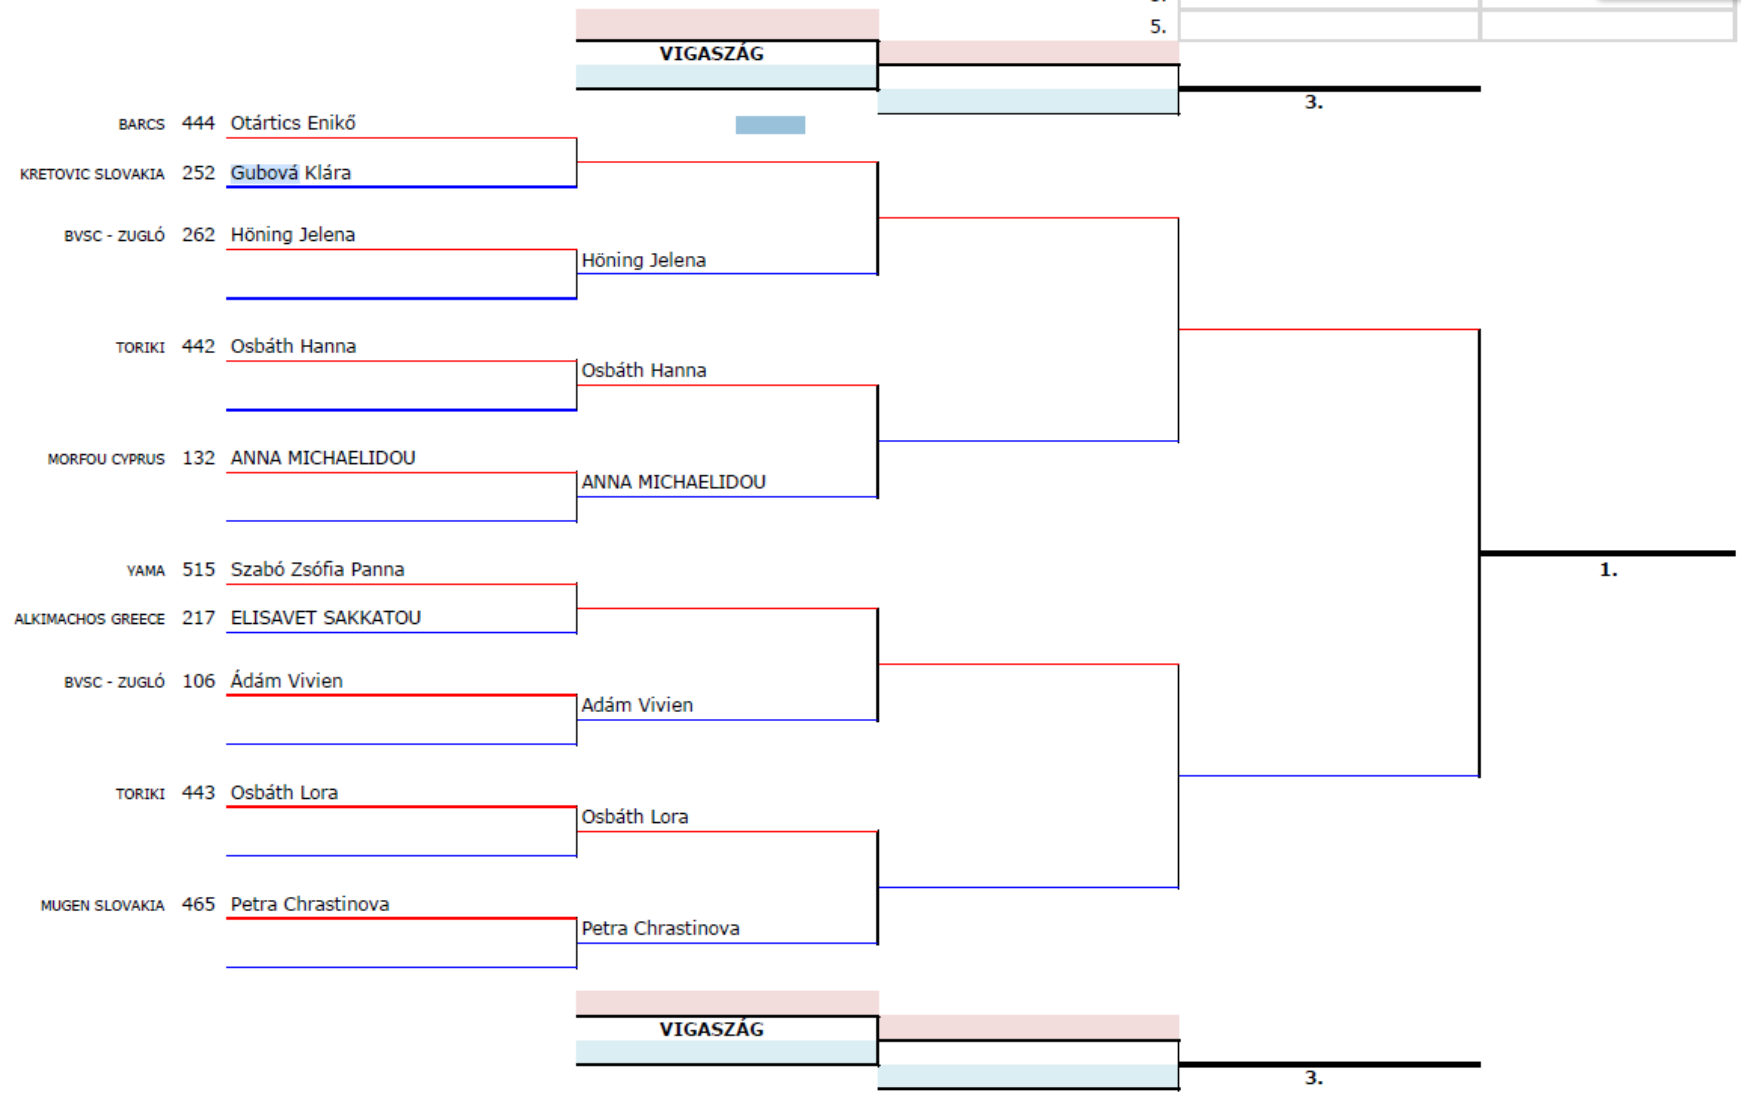 5.
VIGASZÁG
3.
BARCS 444 Otártics Enikő
KRETOVIC SLOVAKIA 252 Gubová Klára
BVSC - ZUGLÓ 262 Höning Jelena
Höning Jelena
TORIKI 442 Osbáth Hanna
Osbáth Hanna
MORFOU CYPRUS 132 ANNA MICHAELIDOU
ANNA MICHAELIDOU
YAMA 515 Szabó Zsófia Panna
1.
ALKIMACHOS GREECE 217 ELISAVET SAKKATOU
BVSC - ZUGLÓ 106 Ádám Vivien
Adám Vivien
TORIKI 443 Osbáth Lora
Osbáth Lora
MUGEN SLOVAKIA 465 Petra Chrastinova
Petra Chrastinova
VIGASZÁG
3.